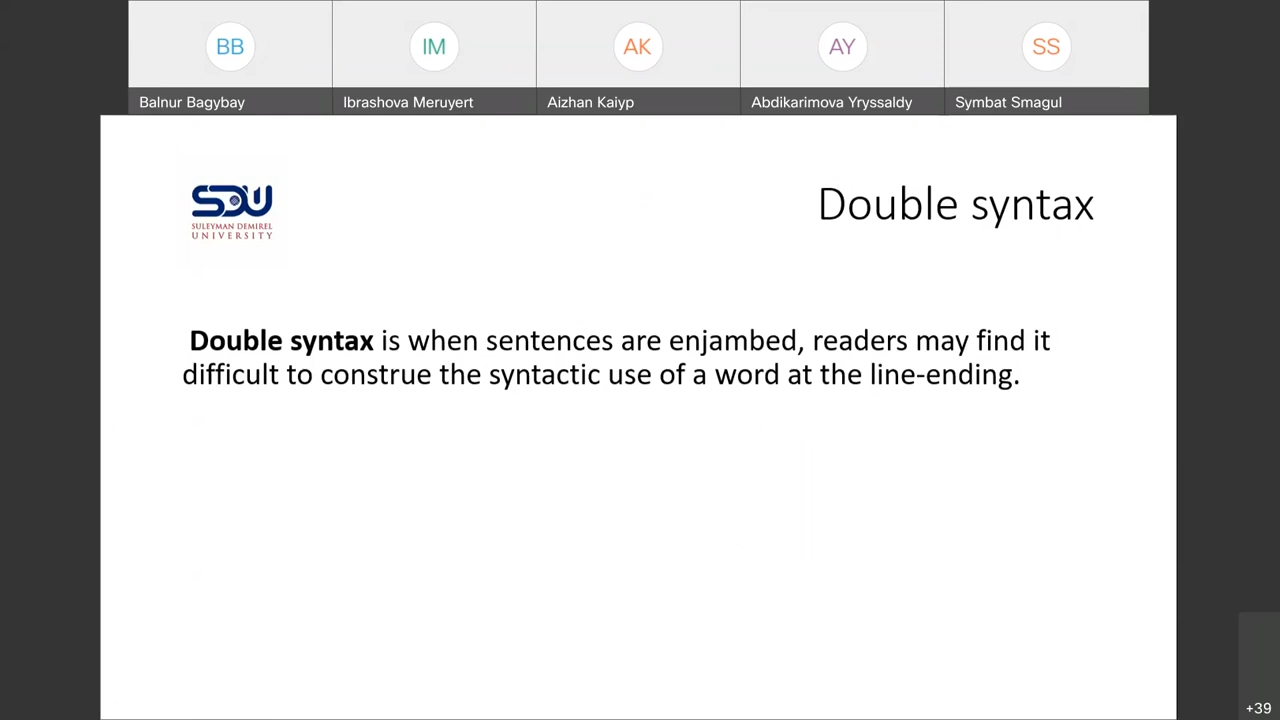 BB
IM
AK
AY
SS
Balnur Bagybay
Ibrashova Meruyert
Aizhan Kaiyp
Abdikarimova Yryssaldy
Symbat Smagul
SDU
SULEYMAN DEMIREL
UNIVERSITY
Double syntax
Double syntax is when sentences are enjambed, readers may find it
difficult to construe the syntactic use of a word at the line-ending.
+39